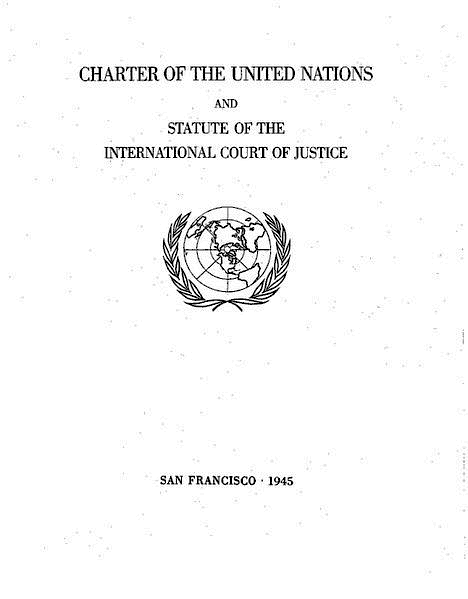 CHARTER OF THE UNITED NATIONS
AND
STATUTE OF THE
INTERNATIONAL COURT OF JUSTICE
SAN FRANCISCO · 1945